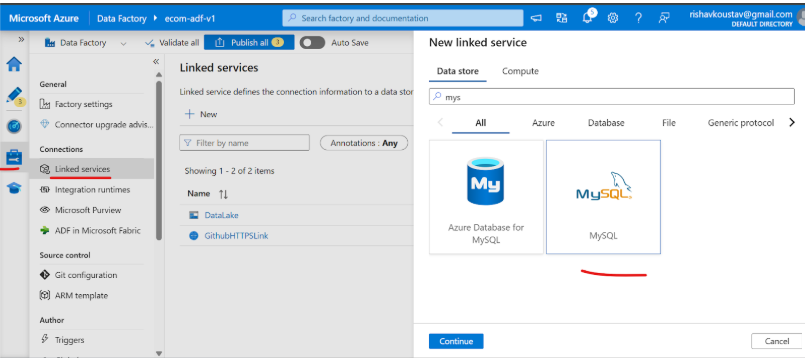 Microsoft Azure
Data Factory
ecom-adf-v1
Search factory and documentation
5
rishavkoustav@gmail.com
DEFAULT DIRECTORY
Data Factory
Validate all
Publish all 3
Auto Save
General
Factory settings
Connector upgrade advis...
Connections
Linked services
Integration runtimes
Microsoft Purview
ADF in Microsoft Fabric
Source control
Git configuration
ARM template
Author
Triggers
3
Linked services
Linked service defines the connection information to a data stor
New
Filter by name
Annotations : Any
Showing 1 - 2 of 2 items
Name
DataLake
GithubHTTPSLink
New linked service
Data store
Compute
mys
All
Azure
Database
File
Generic protocol
My
Azure Database for
MySQL
MySQL
MySQL
Continue
Cancel